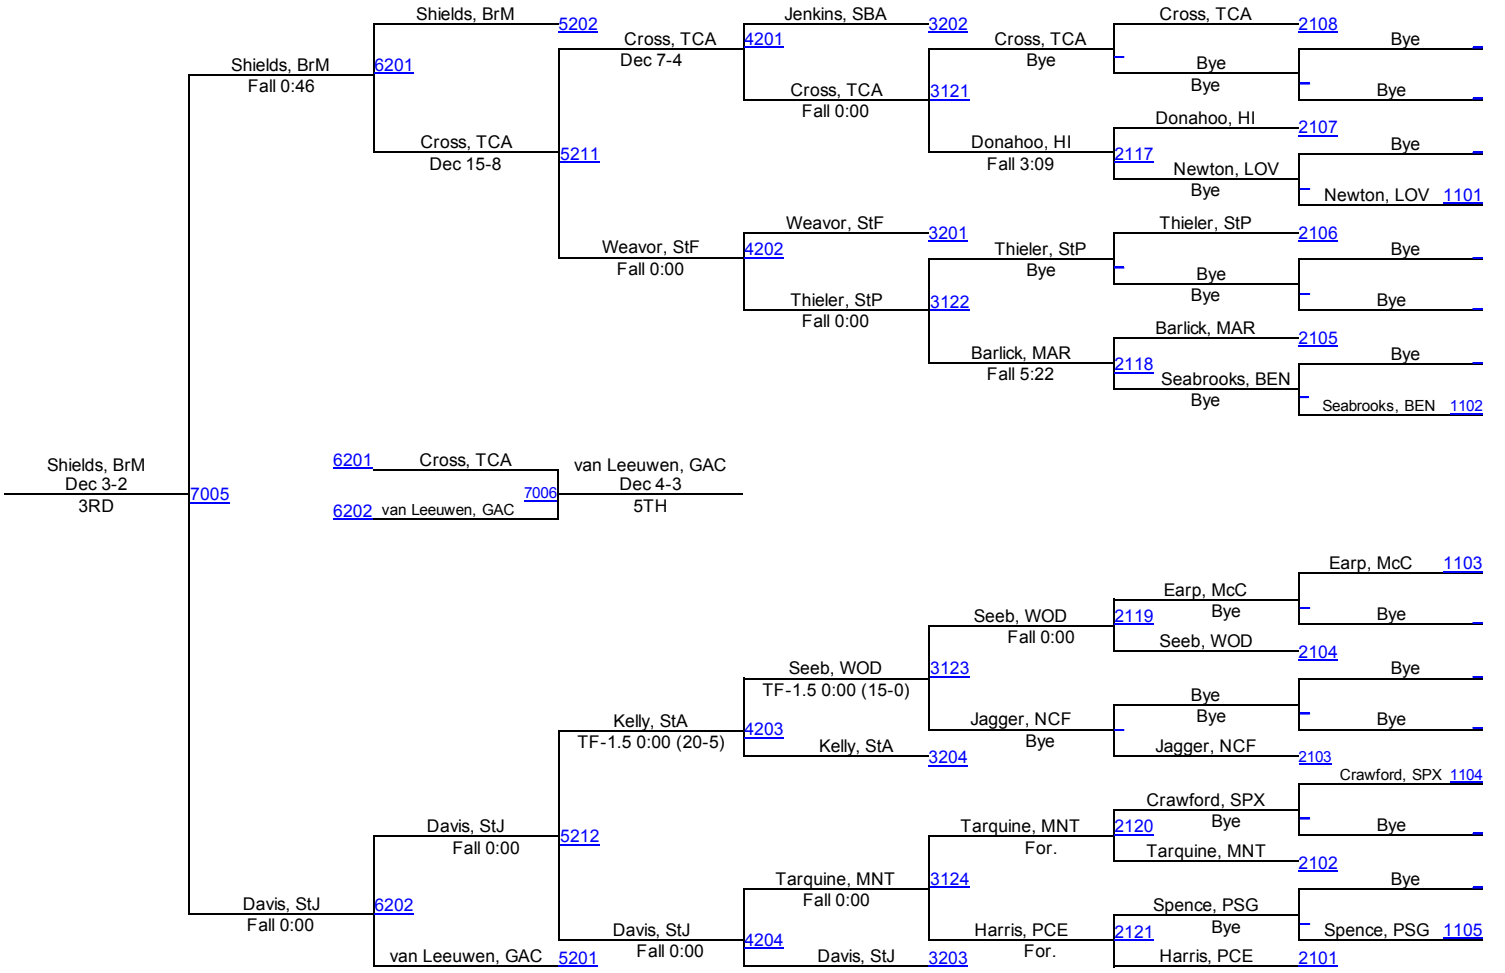 Shields, BrM 5202 Jenkins, SBA 3202 Cross, TCA 2108
Cross, TCA 4201 Cross, TCA Bye
Dec 7-4 Bye Bye
Shields, BrM 6201 Bye
Fall 0:46 Bye
Cross, TCA 3121 Bye
Fall 0:00
Donahoo, HI 2107
Cross, TCA 5211 Donahoo, HI 2117 Bye
Dec 15-8 Fall 3:09
Newton, LOV
Bye Newton, LOV 1101
Weavor, StF 3201 Thieler, StP 2106
Weavor, StF 4202 Thieler, StP Bye
Fall 0:00 Bye Bye
Bye
Thieler, StP 3122 Bye
Fall 0:00
Barlick, MAR 2105
Barlick, MAR 2118 Bye
Fall 5:22 Seabrooks, BEN
Bye Seabrooks, BEN 1102
Shields, BrM 6201 Cross, TCA van Leeuwen, GAC
Dec 3-2 7005 7006 Dec 4-3
3RD 6202 van Leeuwen, GAC 5TH
Earp, McC 1103
Earp, McC
Seeb, WOD 2119 Bye Bye
Fall 0:00 Seeb, WOD 2104
Seeb, WOD 3123 Bye
TF-1.5 0:00 (15-0) Bye
Kelly, StA 4203 Jagger, NCF Bye Bye
TF-1.5 0:00 (20-5) Kelly, StA 3204 Bye Jagger, NCF 2103
Crawford, SPX 1104
Crawford, SPX
Davis, StJ 5212 Tarquine, MNT 2120 Bye Bye
Fall 0:00 For. Tarquine, MNT 2102
Tarquine, MNT 3124 Bye
Fall 0:00
Davis, StJ 6202 Spence, PSG
Fall 0:00 Davis, StJ 4204 Harris, PCE 2121 Bye Spence, PSG 1105
Fall 0:00 For.
van Leeuwen, GAC 5201 Davis, StJ 3203 Harris, PCE 2101